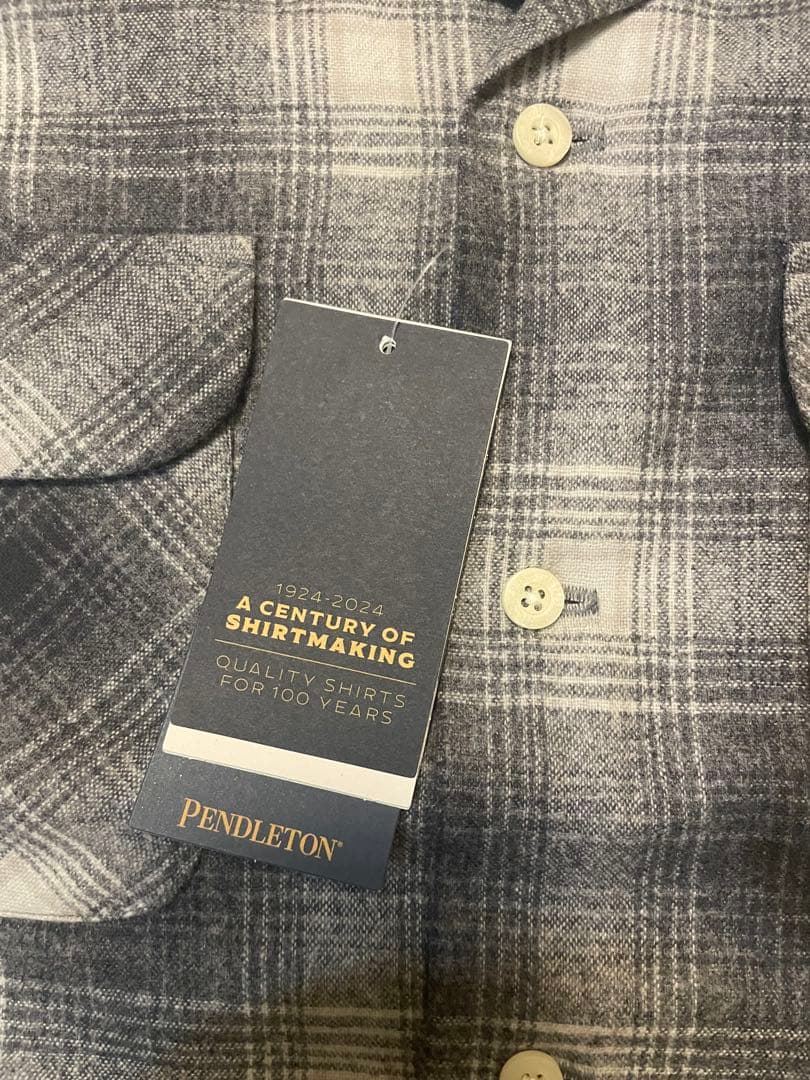 1924-2024
A CENTURY OF
SHIRTMAKING
QUALITY SHIRTS
FOR 100 YEARS
PENDLETON®